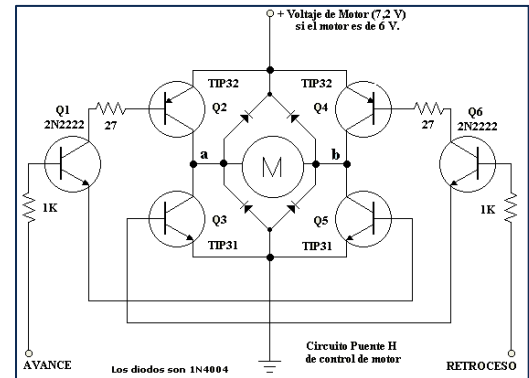 + Voltaje de Motor (7,2 V)
si el motor es de 6 V.
TIP32
TIP32
Q1
2N2222
Q2
Q4
Q6
2N2222
27
27
a
M
b
1K
Q3
Q5
1K
TIP31
TIP31
Circuito Puente H
de control de motor
AVANCE
Los diodos son 1N4004
RETROCESO